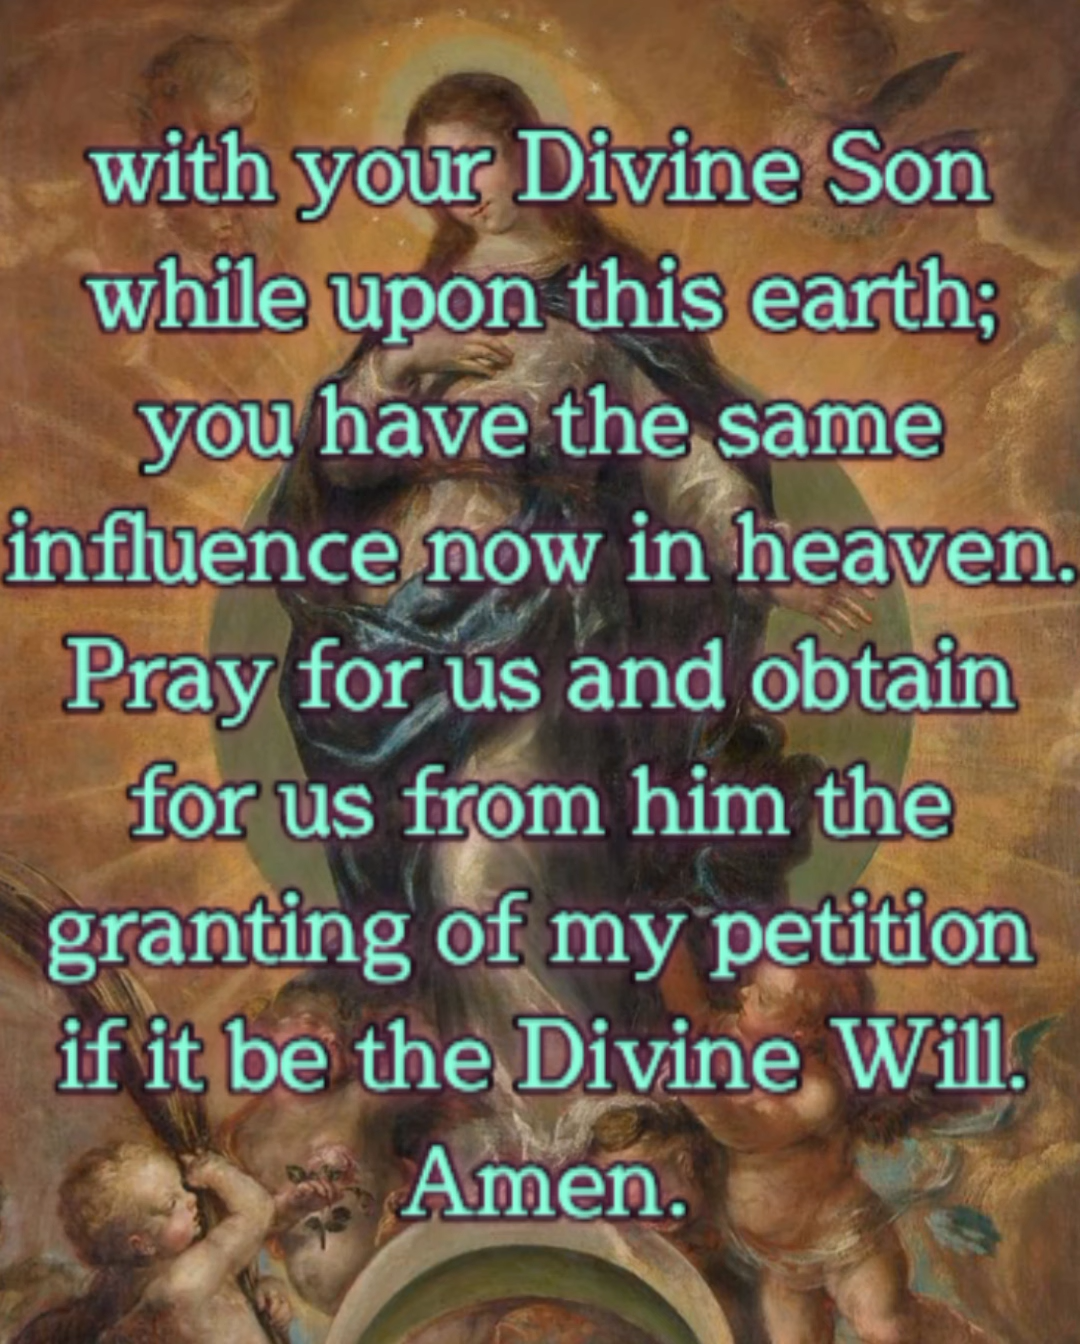 with your Divine Son
while upon this earth;
you have the same
influence now in heaven.
Pray for us and obtain
for us from him the
granting of my petition
if it be the Divine Will.
Amen.